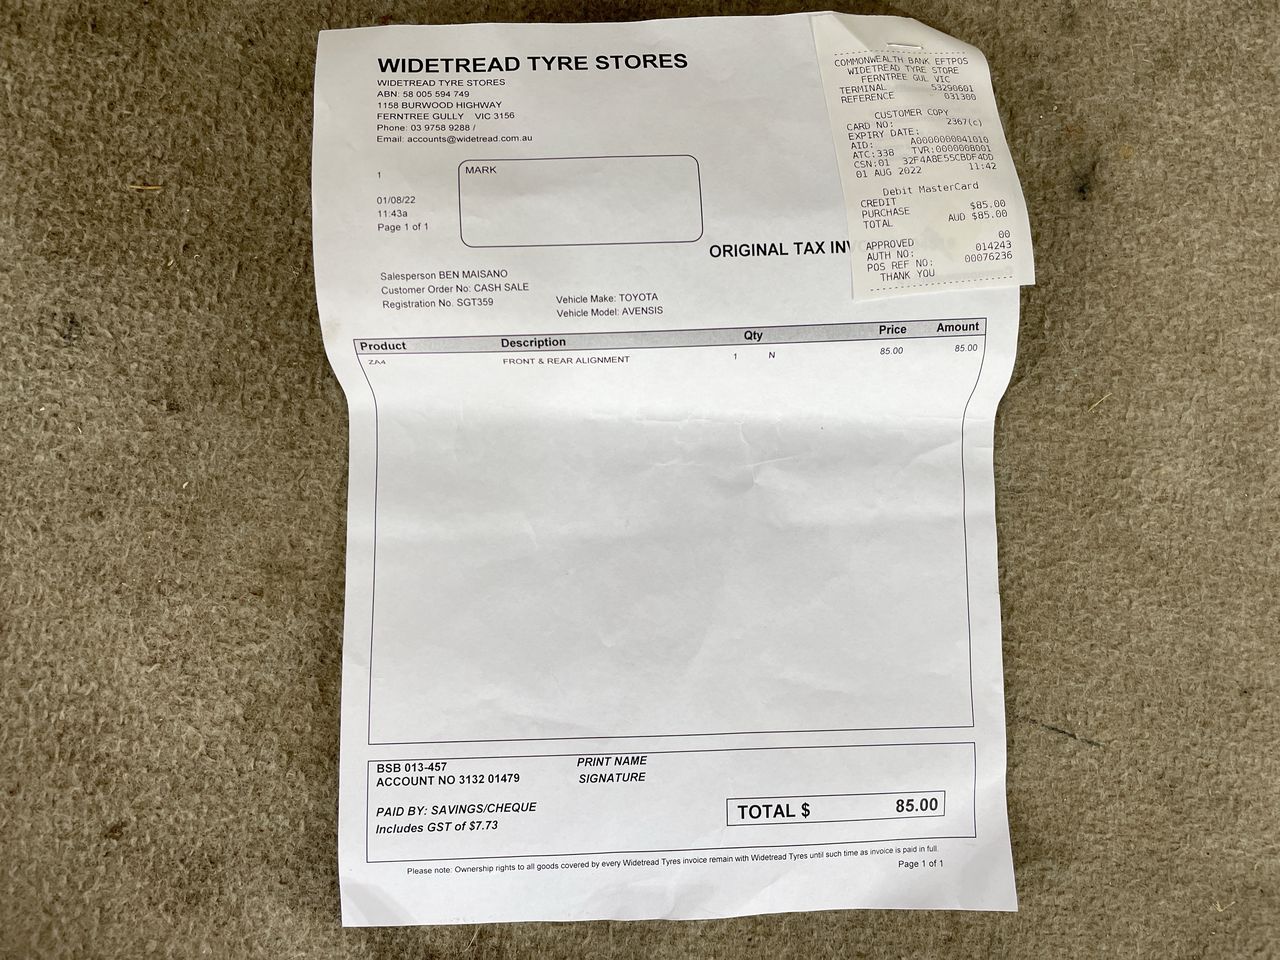 WIDETREAD TYRE STORES
WIDETREAD TYRE STORES
ABN: 58 005 594 749
1158 BURWOOD HIGHWAY
FERNTREE GULLY VIC 3156
Phone: 03 9758 9288 /
Email: accounts@widetread.com.au
1
MARK
01/08/22
11:43a
Page 1 of 1
ORIGINAL TAX INV
COMMONWEALTH BANK EFTPOS
WIDETREAD TYRE STORE
FERNTREE GUL VIC
TERMINAL 53290601
REFERENCE 031300
CUSTOMER COPY
CARD NO: 2367(c)
EXPIRY DATE:
AID: A0000000041010
ATC:338 TVR:0000008001
CSN:01 32F4A8E55CBDF4DD
01 AUG 2022 11:42
Debit MasterCard
CREDIT
PURCHASE $85.00
TOTAL AUD $85.00
APPROVED 00
AUTH NO: 014243
POS REF NO: 00076236
THANK YOU
Salesperson BEN MAISANO
Customer Order No: CASH SALE
Registration No. SGT359
Vehicle Make: TOYOTA
Vehicle Model: AVENSIS
Product Description Qty Price Amount
ZA4 FRONT & REAR ALIGNMENT 1 N 85.00 85.00
BSB 013-457
ACCOUNT NO 3132 01479
PRINT NAME
SIGNATURE
PAID BY: SAVINGS/CHEQUE
Includes GST of $7.73
TOTAL $ 85.00
Please note: Ownership rights to all goods covered by every Widetread Tyres invoice remain with Widetread Tyres until such time as invoice is paid in full.
Page 1 of 1